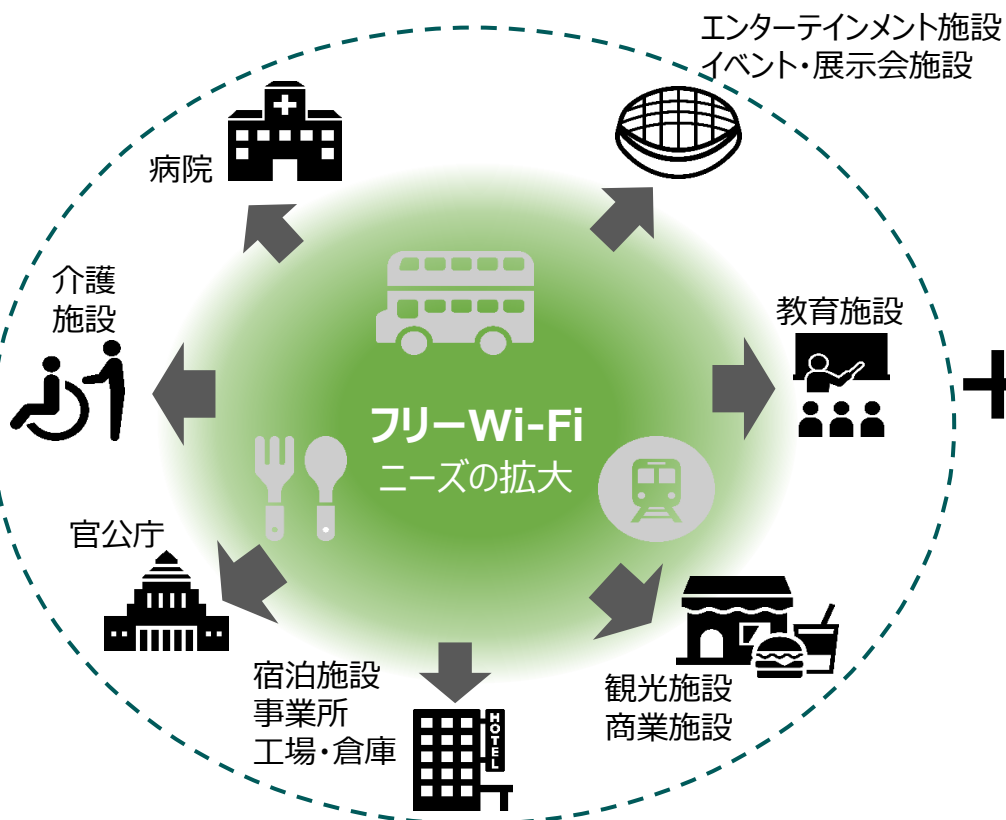 エンターテインメント施設
イベント・展示会施設
病院
介護
施設
教育施設
フリーWi-Fi
ニーズの拡大
官公庁
宿泊施設
事業所
工場・倉庫
HOTEL
観光施設
商業施設